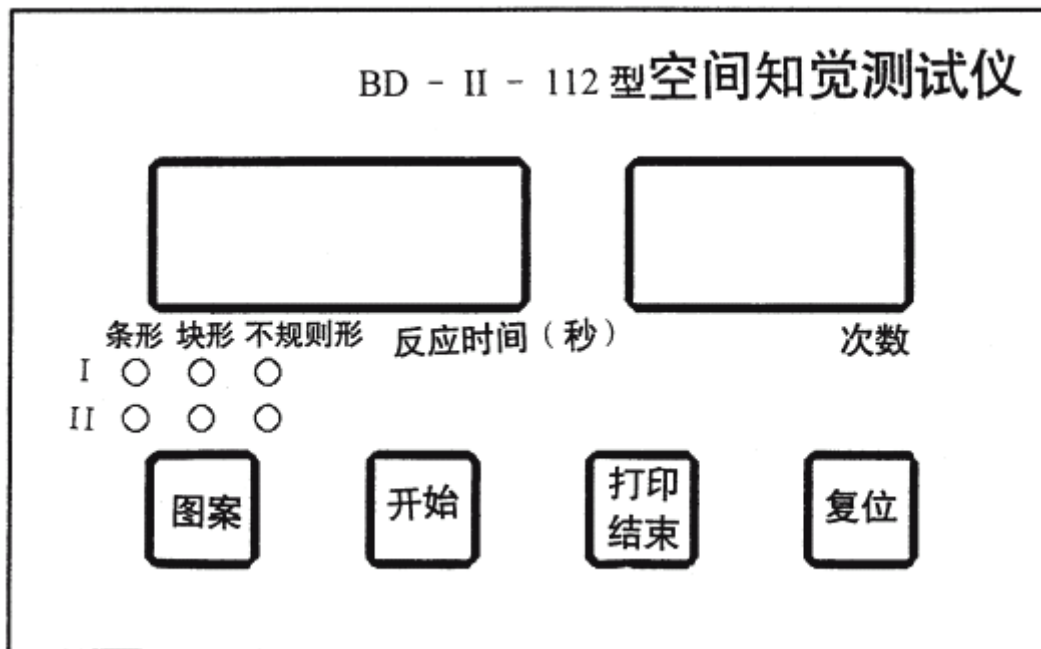 BD - II - 112 型空间知觉测试仪
条形 块形 不规则形 反应时间(秒) 次数
I
II
图案 开始 打印结束 复位